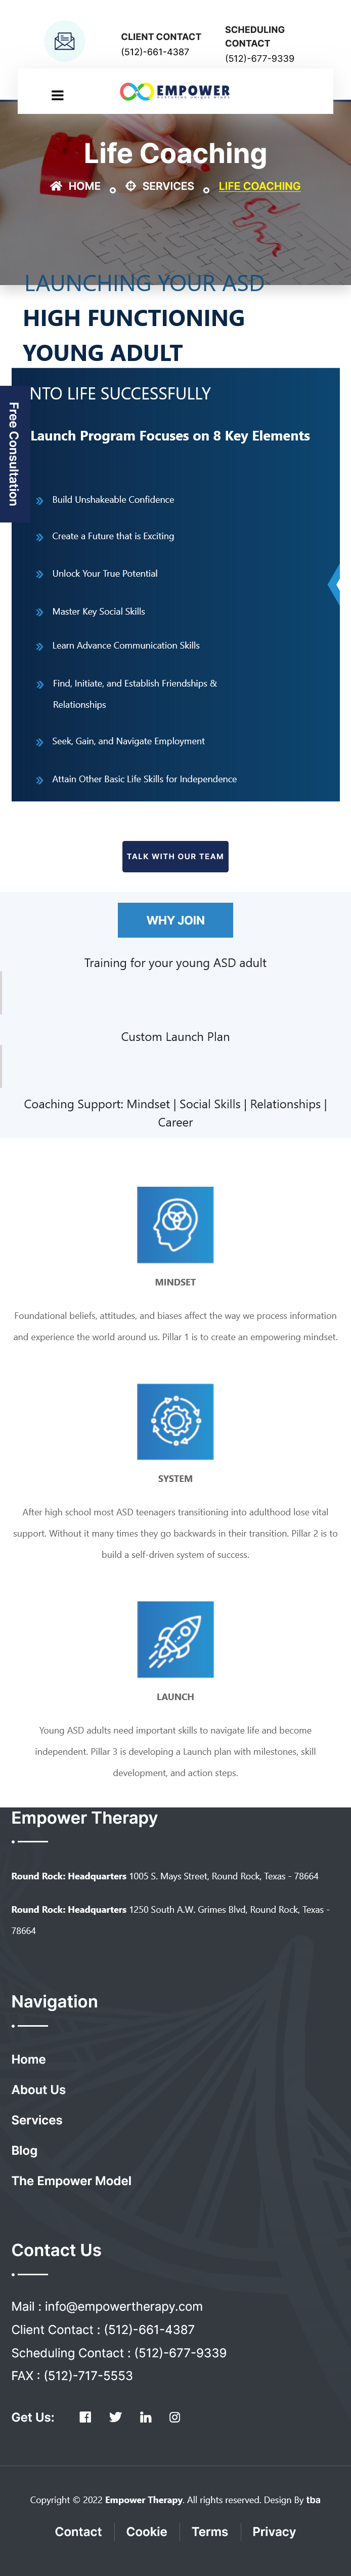 CLIENT CONTACT
(512)-661-4387
SCHEDULING
CONTACT
(512)-677-9339
EMPOWER
Life Coaching
HOME
SERVICES
LIFE COACHING
LAUNCHING YOUR ASD
HIGH FUNCTIONING
YOUNG ADULT
NTO LIFE SUCCESSFULLY
Launch Program Focuses on 8 Key Elements
Free Consultation
Build Unshakeable Confidence
Create a Future that is Exciting
Unlock Your True Potential
Master Key Social Skills
Learn Advance Communication Skills
Find, Initiate, and Establish Friendships &
Relationships
Seek, Gain, and Navigate Employment
Attain Other Basic Life Skills for Independence
TALK WITH OUR TEAM
WHY JOIN
Training for your young ASD adult
Custom Launch Plan
Coaching Support: Mindset | Social Skills | Relationships |
Career
MINDSET
Foundational beliefs, attitudes, and biases affect the way we process information
and experience the world around us. Pillar 1 is to create an empowering mindset.
SYSTEM
After high school most ASD teenagers transitioning into adulthood lose vital
support. Without it many times they go backwards in their transition. Pillar 2 is to
build a self-driven system of success.
LAUNCH
Young ASD adults need important skills to navigate life and become
independent. Pillar 3 is developing a Launch plan with milestones, skill
development, and action steps.
Empower Therapy
Round Rock: Headquarters 1005 S. Mays Street, Round Rock, Texas - 78664
Round Rock: Headquarters 1250 South A.W. Grimes Blvd, Round Rock, Texas -
78664
Navigation
Home
About Us
Services
Blog
The Empower Model
Contact Us
Mail : info@empowertherapy.com
Client Contact : (512)-661-4387
Scheduling Contact : (512)-677-9339
FAX : (512)-717-5553
Get Us:
Copyright © 2022 Empower Therapy. All rights reserved. Design By tba
Contact
Cookie
Terms
Privacy